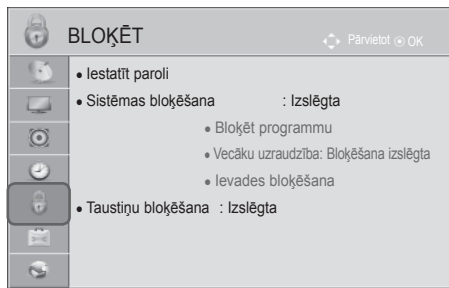 BLOĶĒT
Pārvietot OK
• Iestatīt paroli
• Sistēmas bloķēšana : Izslēgta
• Bloķēt programmu
• Vecāku uzraudzība: Bloķēšana izslēgta
• Ievades bloķēšana
• Taustiņu bloķēšana : Izslēgta